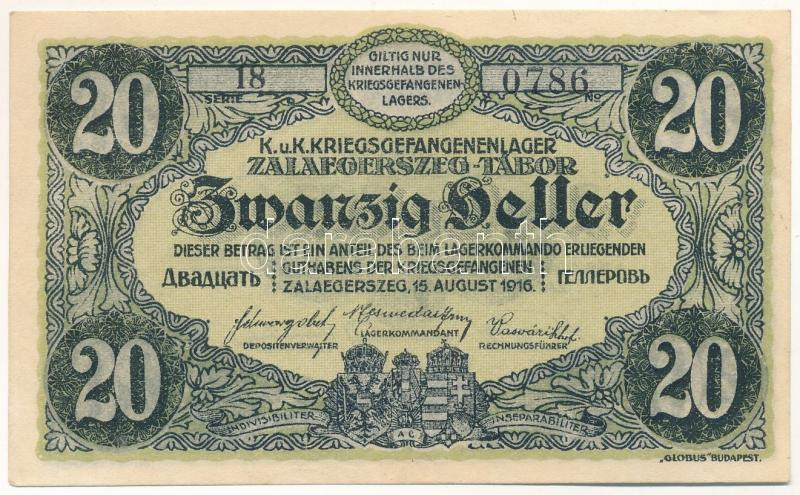 GILTIG NUR
INNERHALB DES
KRIEGSGEFANGENEN-
LAGERS.
18
SERIE
0786
No
20
20
K.u.K. KRIEGSGEFANGENENLAGER
ZALAEGERSZEG-TÁBOR
Zwanzig Heller
DIESER BETRAG IST EIN ANTEIL DES BEIM LAGERKOMMANDO ERLIEGENDEN
Двадцать
GUTHABENS DER KRIEGSGEFANGENEN
Геллеровъ
ZALAEGERSZEG, 15. AUGUST 1916.
DEPOSITENVERWALTER
LAGERKOMMANDANT
RECHNUNGSFÜHRER
20
20
INDIVISIBILITER
AC
INSEPARABILITER
„GLOBUS" BUDAPEST.
darabanth